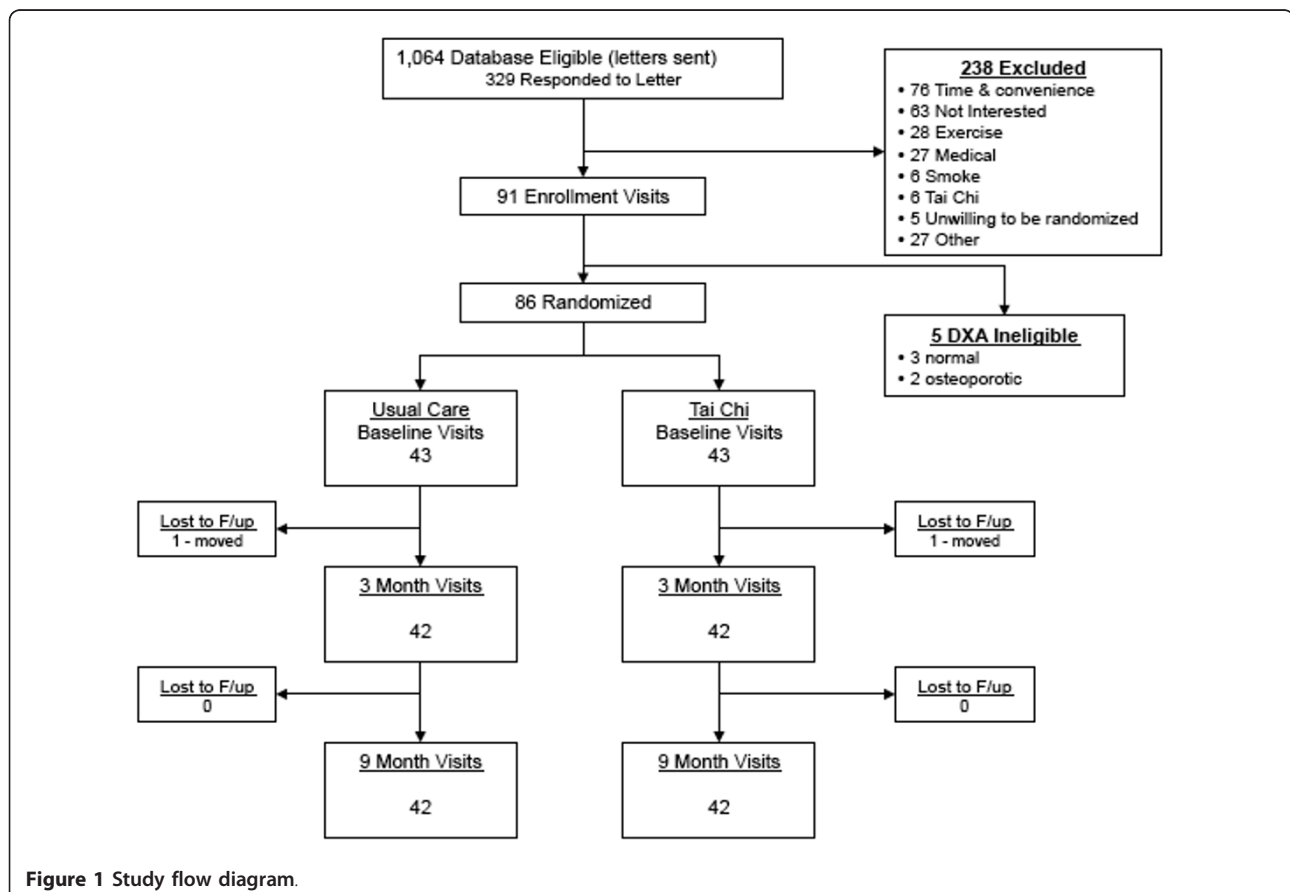 1,064 Database Eligible (letters sent)
329 Responded to Letter
238 Excluded
• 76 Time & convenience
• 63 Not Interested
• 28 Exercise
• 27 Medical
• 6 Smoke
• 6 Tai Chi
• 5 Unwilling to be randomized
• 27 Other
91 Enrollment Visits
86 Randomized
5 DXA Ineligible
• 3 normal
• 2 osteoporotic
Usual Care
Baseline Visits
43
Tai Chi
Baseline Visits
43
Lost to F/up
1 - moved
Lost to F/up
1 - moved
3 Month Visits
42
3 Month Visits
42
Lost to F/up
0
Lost to F/up
0
9 Month Visits
42
9 Month Visits
42
Figure 1 Study flow diagram.